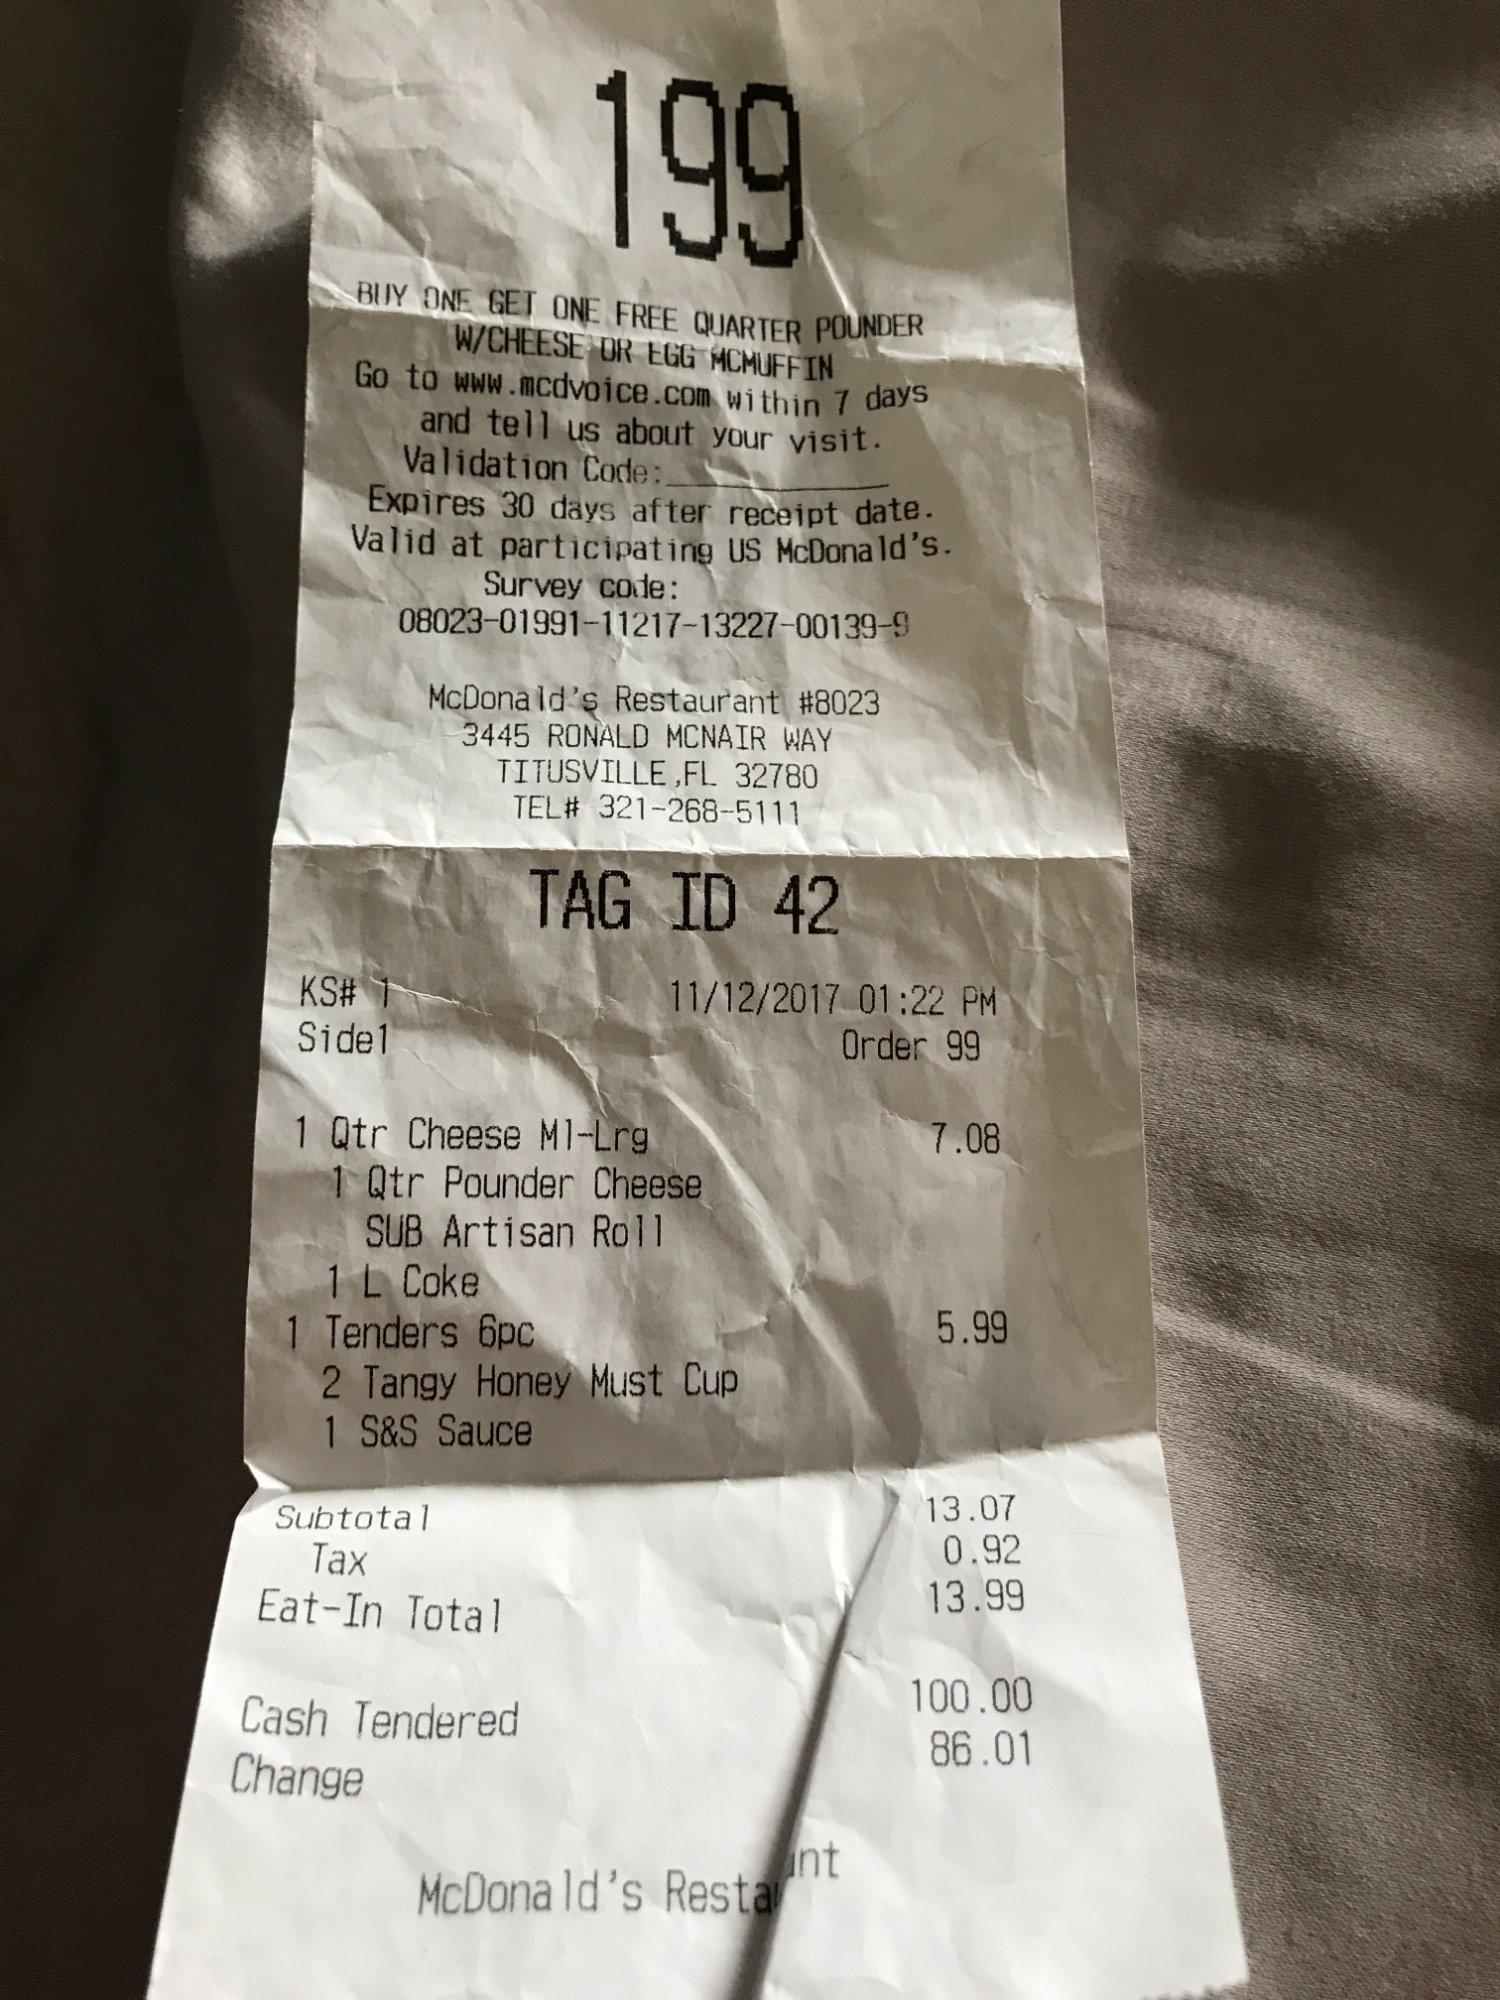 199
BUY ONE GET ONE FREE QUARTER POUNDER
W/CHEESE OR EGG MCMUFFIN
Go to www.mcdvoice.com within 7 days
and tell us about your visit.
Validation Code:______________
Expires 30 days after receipt date.
Valid at participating US McDonald's.
Survey code:
08023-01991-11217-13227-00139-9
McDonald's Restaurant #8023
3445 RONALD MCNAIR WAY
TITUSVILLE,FL 32780
TEL# 321-268-5111
TAG ID 42
KS# 1 11/12/2017 01:22 PM
Side1 Order 99
1 Qtr Cheese Ml-Lrg 7.08
1 Qtr Pounder Cheese
SUB Artisan Roll
1 L Coke
1 Tenders 6pc 5.99
2 Tangy Honey Must Cup
1 S&S Sauce
Subtotal 13.07
Tax 0.92
Eat-In Total 13.99
Cash Tendered 100.00
Change 86.01
McDonald's Restaurant